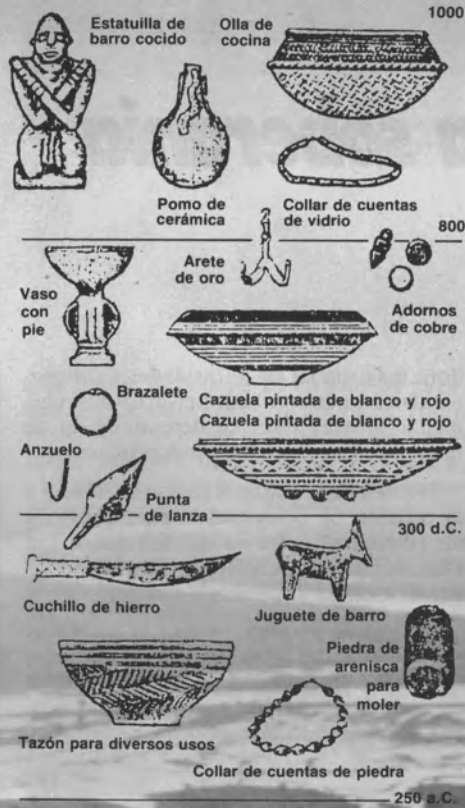 1000
Estatuilla de
barro cocido
Olla de
cocina
Pomo de
cerámica
Collar de cuentas
de vidrio
800
Arete
de oro
Vaso
con
pie
Adornos
de cobre
Brazalete
Cazuela pintada de blanco y rojo
Cazuela pintada de blanco y rojo
Anzuelo
Punta
de lanza
300 d.C.
Cuchillo de hierro
Juguete de barro
Piedra de
arenisca
para
moler
Tazón para diversos usos
Collar de cuentas de piedra
250 a.C.